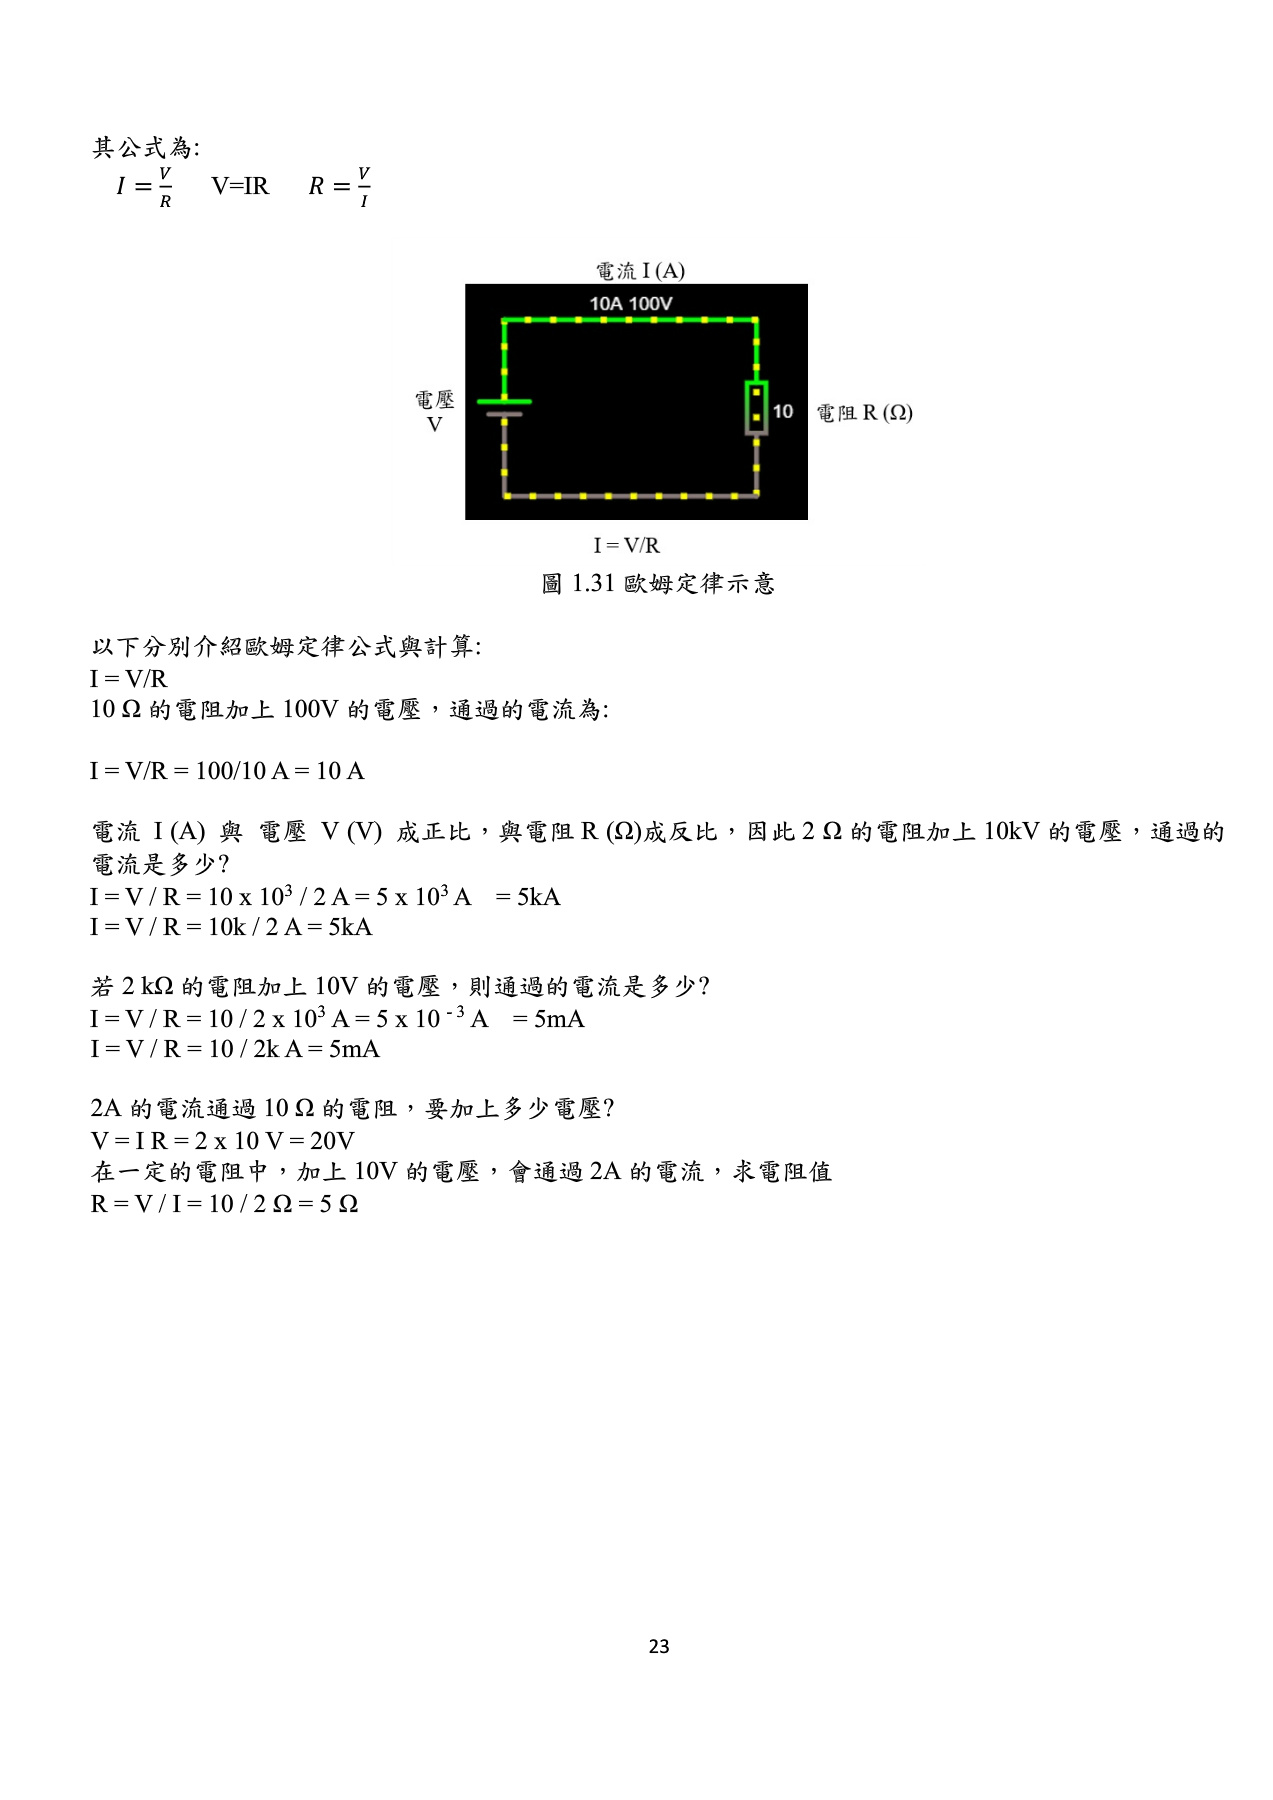 其公式為:
I = V/R  V=IR  R = V/I
電流 I (A)
10A 100V
電壓
V
10
電阻 R (Ω)
I = V/R
圖 1.31 歐姆定律示意
以下分別介紹歐姆定律公式與計算:
I = V/R
10 Ω 的電阻加上 100V 的電壓，通過的電流為:
I = V/R = 100/10 A = 10 A
電流 I (A) 與 電壓 V (V) 成正比，與電阻 R (Ω)成反比，因此 2 Ω 的電阻加上 10kV 的電壓，通過的
電流是多少?
I = V / R = 10 x 10³ / 2 A = 5 x 10³ A = 5kA
I = V / R = 10k / 2 A = 5kA
若 2 kΩ 的電阻加上 10V 的電壓，則通過的電流是多少?
I = V / R = 10 / 2 x 10³ A = 5 x 10⁻³ A = 5mA
I = V / R = 10 / 2k A = 5mA
2A 的電流通過 10 Ω 的電阻，要加上多少電壓?
V = I R = 2 x 10 V = 20V
在一定的電阻中，加上 10V 的電壓，會通過 2A 的電流，求電阻值
R = V / I = 10 / 2 Ω = 5 Ω
23